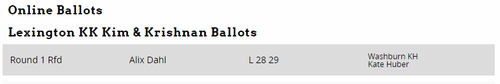 Online Ballots
Lexington KK Kim & Krishnan Ballots
Round 1 Rfd Alix Dahl L 28 29 Washburn KH
Kate Huber